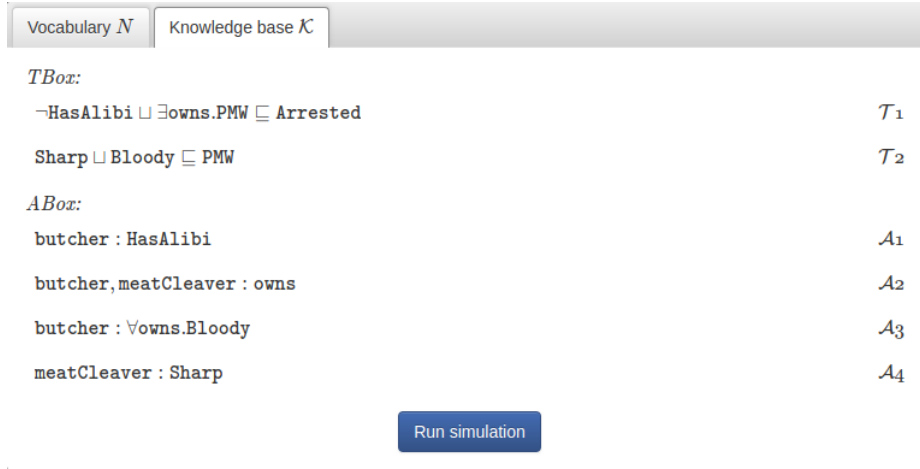 Vocabulary N Knowledge base 𝒦
TBox:
¬HasAlibi ⊔ ∃owns.PMW ⊑ Arrested 𝒯1
Sharp ⊔ Bloody ⊑ PMW 𝒯2
ABox:
butcher : HasAlibi 𝒜1
butcher, meatCleaver : owns 𝒜2
butcher : ∀owns.Bloody 𝒜3
meatCleaver : Sharp 𝒜4
Run simulation